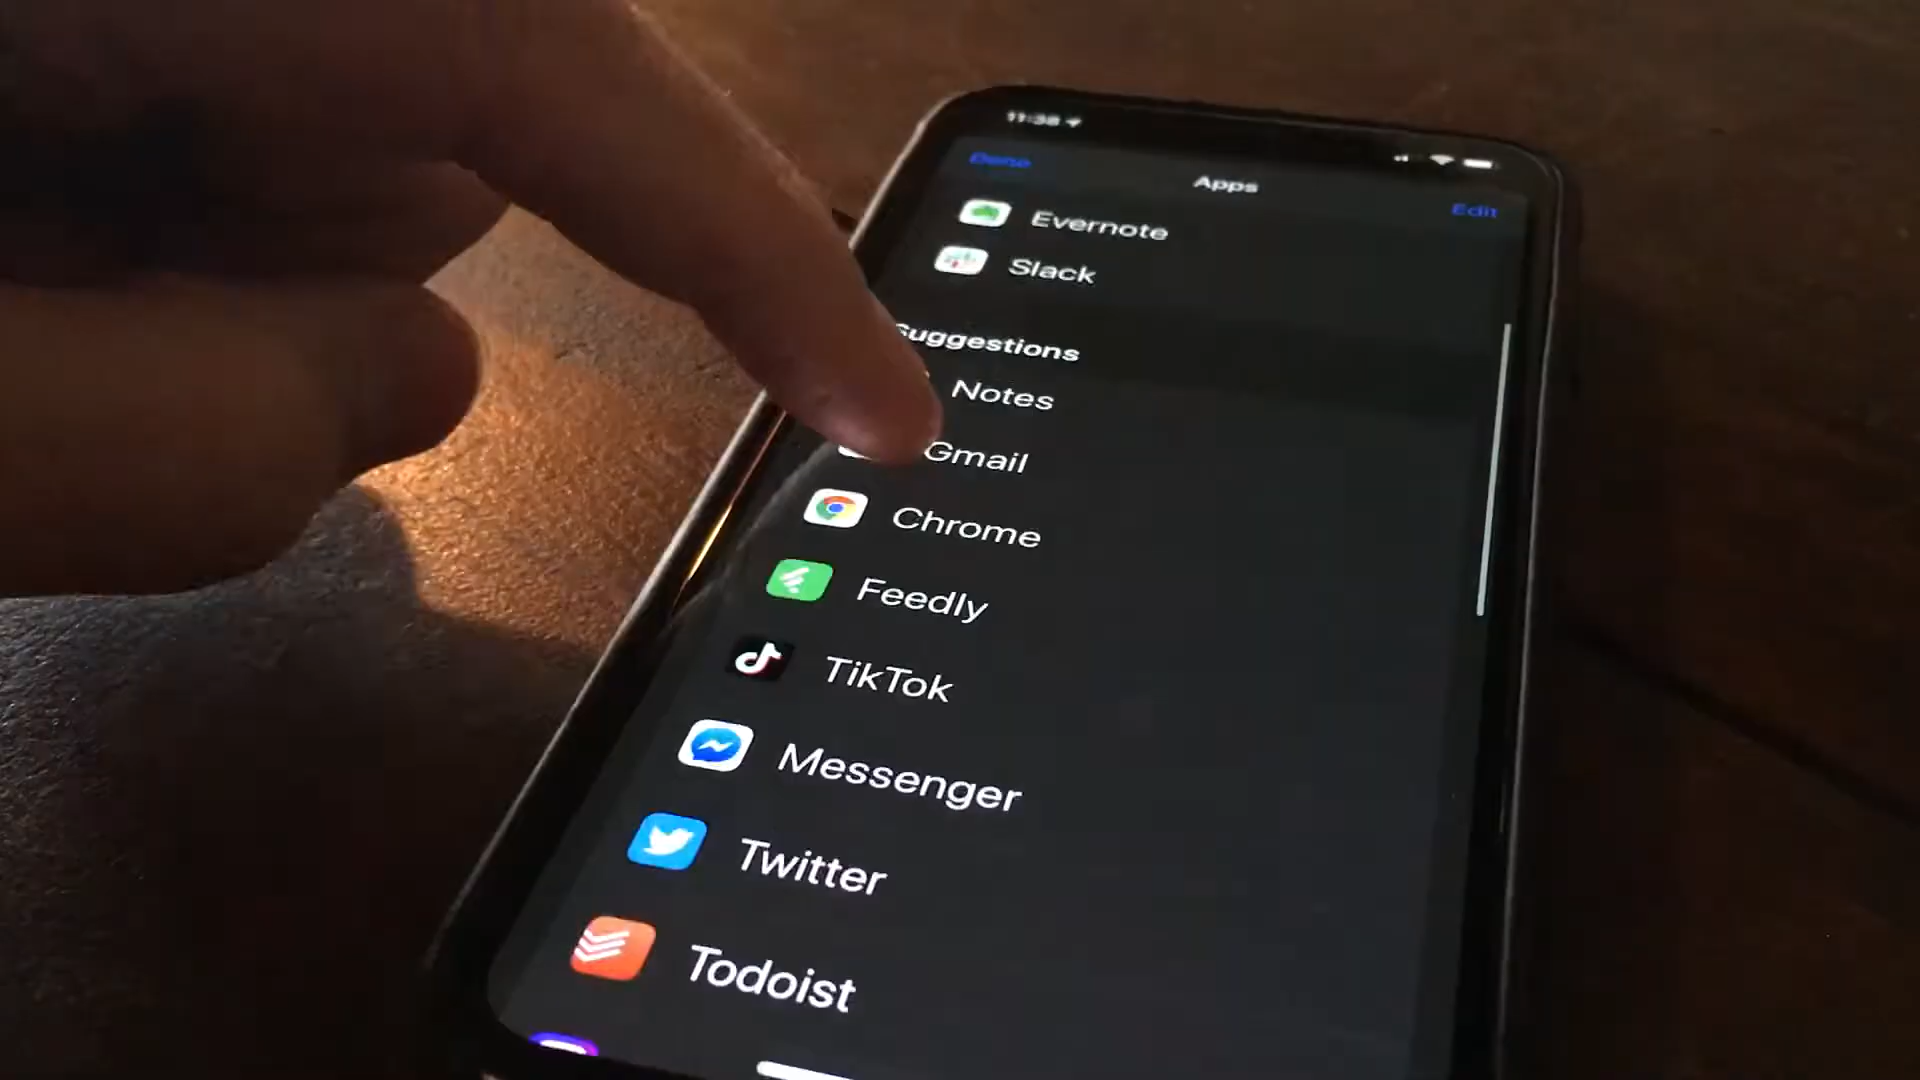 11:38
Done
Apps
Edit
Evernote
Slack
Suggestions
Notes
Gmail
Chrome
Feedly
TikTok
Messenger
Twitter
Todoist